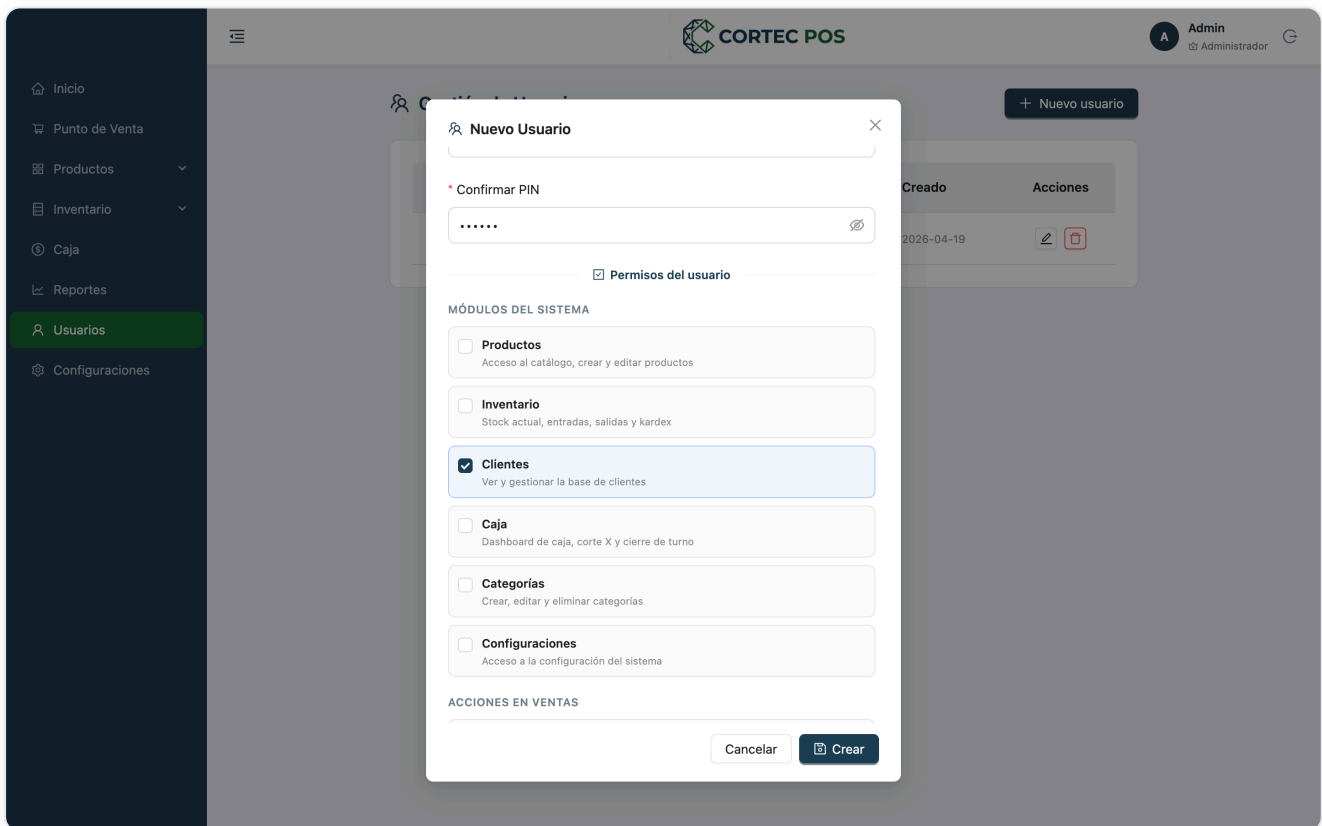 CORTEC POS
A
Admin
Administrador
Inicio
Punto de Venta
Productos
Inventario
Caja
Reportes
Usuarios
Configuraciones
+ Nuevo usuario
Creado
Acciones
2026-04-19
Nuevo Usuario
* Confirmar PIN
••••••
Permisos del usuario
MÓDULOS DEL SISTEMA
Productos
Acceso al catálogo, crear y editar productos
Inventario
Stock actual, entradas, salidas y kardex
Clientes
Ver y gestionar la base de clientes
Caja
Dashboard de caja, corte X y cierre de turno
Categorías
Crear, editar y eliminar categorías
Configuraciones
Acceso a la configuración del sistema
ACCIONES EN VENTAS
Cancelar
Crear